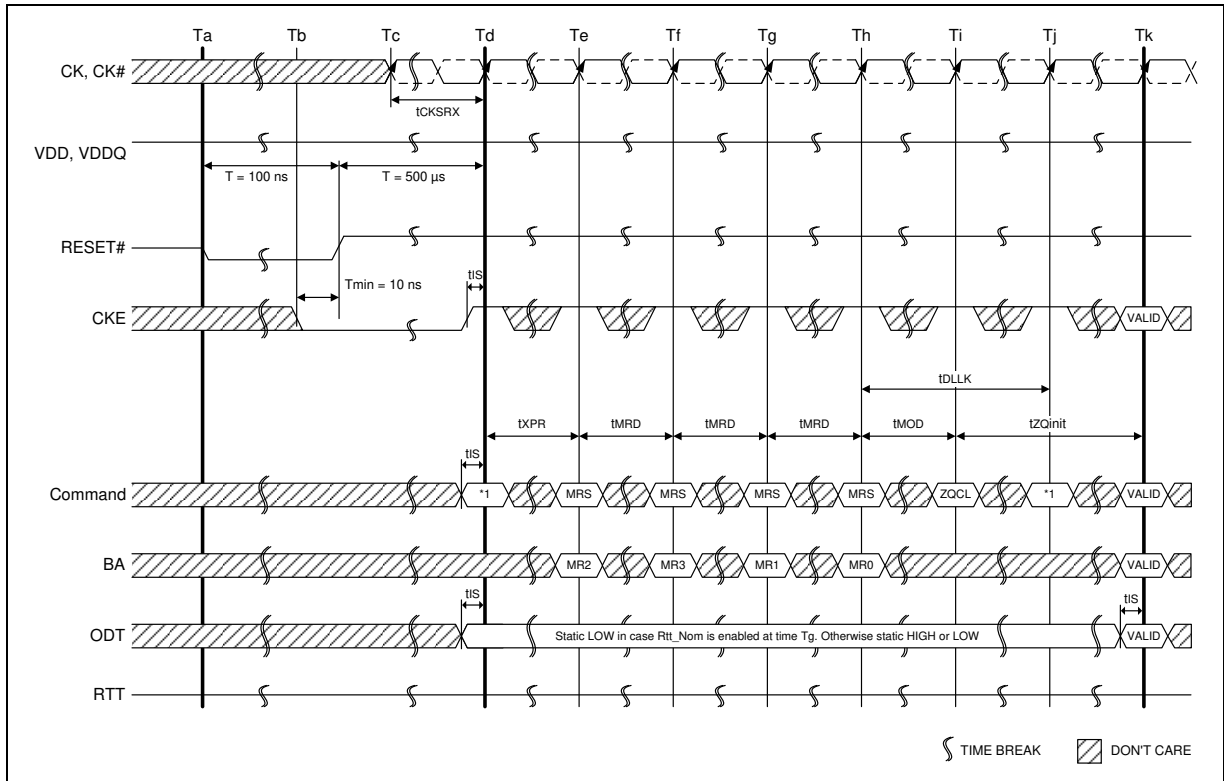 Ta Tb Tc Td Te Tf Tg Th Ti Tj Tk
CK, CK#
tCKSRX
VDD, VDDQ
T = 100 ns T = 500 µs
RESET#
Tmin = 10 ns tIS
CKE VALID
tDLLK
tXPR tMRD tMRD tMRD tMOD tZQinit
tIS
Command *1 MRS MRS MRS MRS ZQCL *1 VALID
BA MR2 MR3 MR1 MR0 VALID
tIS tIS
ODT Static LOW in case Rtt_Nom is enabled at time Tg. Otherwise static HIGH or LOW VALID
RTT
TIME BREAK DON'T CARE